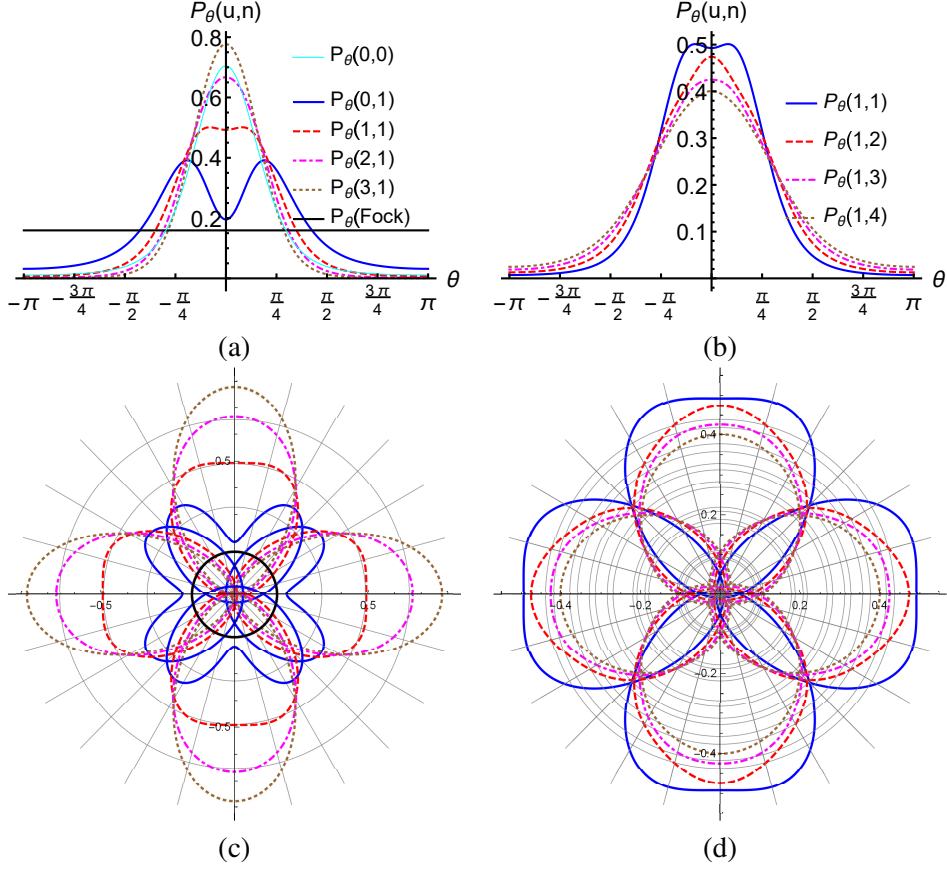 P_θ(u,n)
0.8
0.6
0.4
0.2
P_θ(0,0)
P_θ(0,1)
P_θ(1,1)
P_θ(2,1)
P_θ(3,1)
P_θ(Fock)
-π -3π/4 -π/2 -π/4 π/4 π/2 3π/4 π θ
(a)
P_θ(u,n)
0.5
0.4
0.3
0.2
0.1
P_θ(1,1)
P_θ(1,2)
P_θ(1,3)
P_θ(1,4)
-π -3π/4 -π/2 -π/4 π/4 π/2 3π/4 π θ
(b)
0.5
-0.5 0.5
-0.5
(c)
0.4
0.2
-0.4 -0.2 0.2 0.4
-0.2
-0.4
(d)